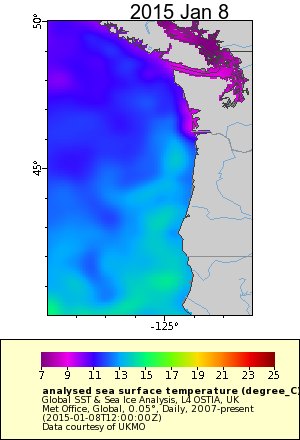 2015 Jan 8
50°
45°
-125°
7 9 11 13 15 17 19 21 23 25
analysed sea surface temperature (degree_C)
Global SST & Sea Ice Analysis, L4 OSTIA, UK
Met Office, Global, 0.05°, Daily, 2007-present
(2015-01-08T12:00:00Z)
Data courtesy of UKMO